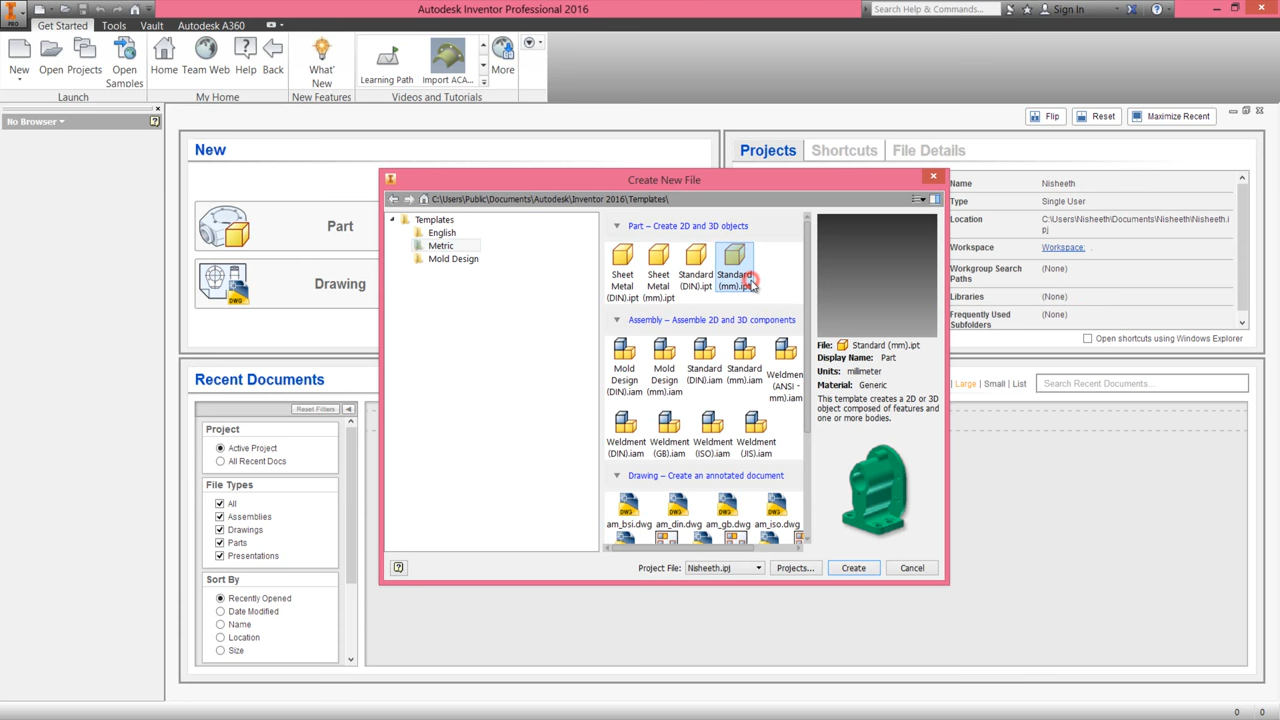 Autodesk Inventor Professional 2016
Search Help & Commands...
Sign In
PRO
Get Started
Tools
Vault
Autodesk A360
New
Open
Projects
Open Samples
Home
Team Web
Help
Back
What' New
Learning Path
Import ACA...
More
Launch
My Home
New Features
Videos and Tutorials
No Browser
Flip
Reset
Maximize Recent
New
Part
Drawing
DWG
Projects
Shortcuts
File Details
Name
Nisheeth
Type
Single User
Location
C:\Users\Nisheeth\Documents\Nisheeth\Nisheeth.i
pj
Workspace
Workspace: .
Workgroup Search
Paths
(None)
Libraries
(None)
Frequently Used
Subfolders
(None)
Open shortcuts using Windows Explorer
Create New File
C:\Users\Public\Documents\Autodesk\Inventor 2016\Templates\
Templates
English
Metric
Mold Design
Part – Create 2D and 3D objects
Sheet Metal (DIN).ipt
Sheet Metal (mm).ipt
Standard (DIN).ipt
Standard (mm).ipt
Assembly – Assemble 2D and 3D components
Mold Design (DIN).iam
Mold Design (mm).iam
Standard (DIN).iam
Standard (mm).iam
Weldment (ANSI - mm).iam
Weldment (DIN).iam
Weldment (GB).iam
Weldment (ISO).iam
Weldment (JIS).iam
Drawing – Create an annotated document
DWG
DWG
DWG
DWG
am_bsi.dwg
am_din.dwg
am_gb.dwg
am_iso.dwg
File: Standard (mm).ipt
Display Name: Part
Units: milimeter
Material: Generic
This template creates a 2D or 3D
object composed of features and
one or more bodies.
Project File:
Nisheeth.ipj
Projects...
Create
Cancel
Recent Documents
Large | Small | List
Search Recent Documents...
Reset Filters
Project
Active Project
All Recent Docs
File Types
All
Assemblies
Drawings
Parts
Presentations
Sort By
Recently Opened
Date Modified
Name
Location
Size
0
0